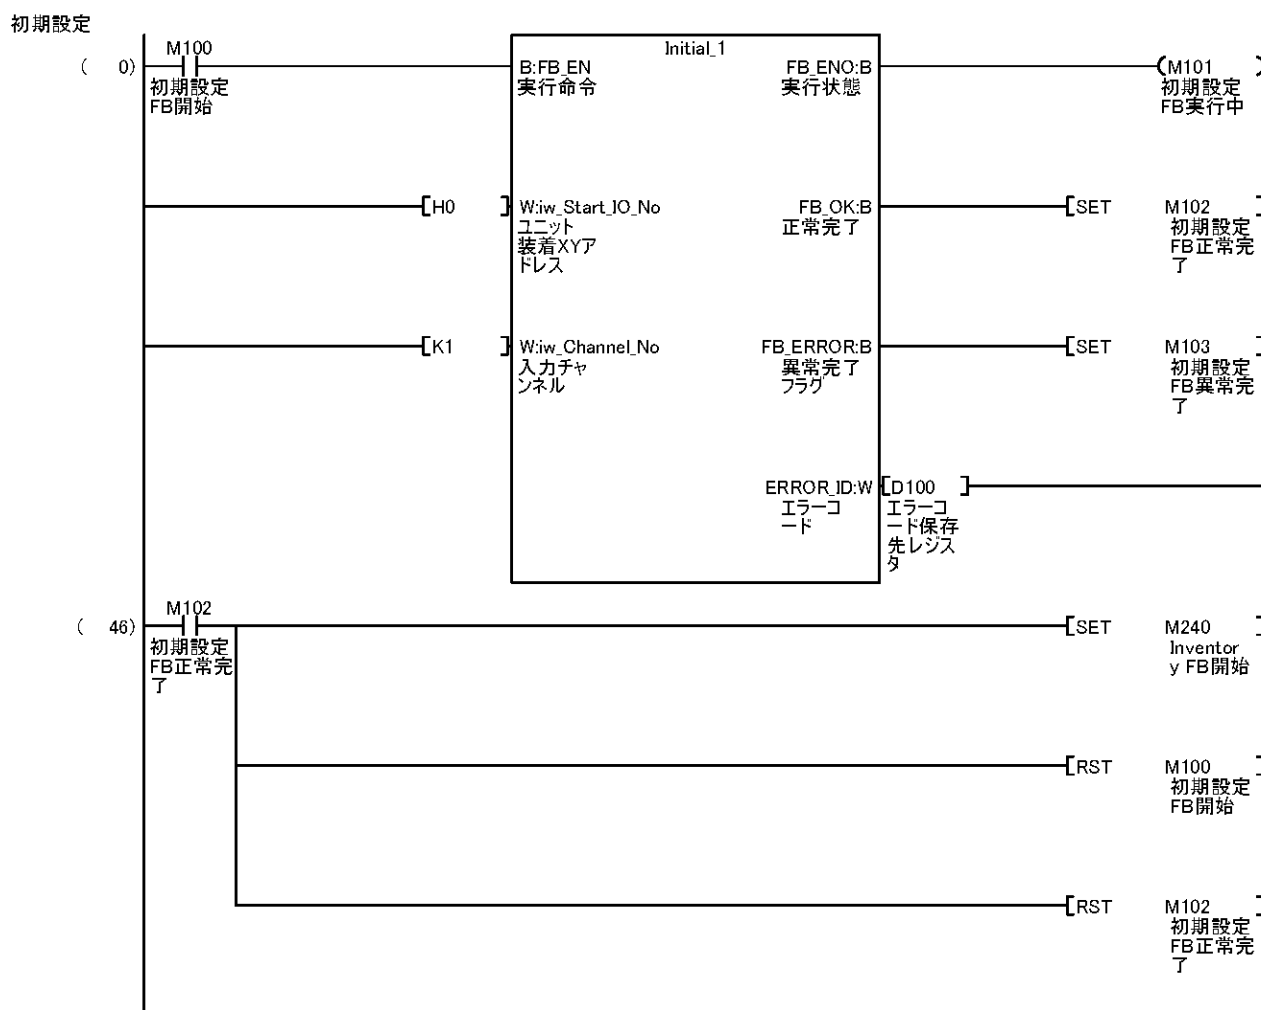 初期設定
M100
Initial_1
( 0)
B:FB_EN
FB_ENO:B
M101
初期設定
FB開始
実行命令
実行状態
初期設定
FB実行中
H0
W:iw_Start_IO_No
FB_OK:B
SET M102
ユニット
装着XYア
ドレス
正常完了
初期設定
FB正常完
了
K1
W:iw_Channel_No
FB_ERROR:B
SET M103
入力チャ
ンネル
異常完了
フラグ
初期設定
FB異常完
了
ERROR_ID:W
D100
エラーコ
ード
エラーコ
ード保存
先レジス
タ
M102
( 46)
SET M240
初期設定
FB正常完
了
Inventor
y FB開始
RST M100
初期設定
FB開始
RST M102
初期設定
FB正常完
了